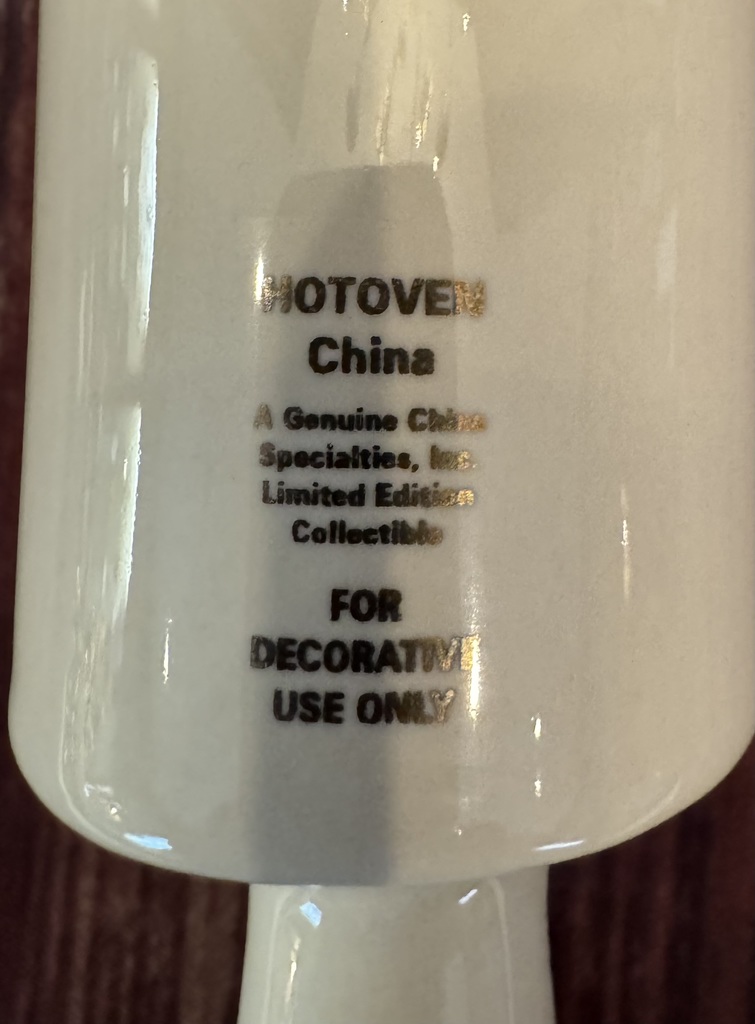 HOTOVEN
China
A Genuine China
Specialties, Inc.
Limited Edition
Collectible
FOR
DECORATIVE
USE ONLY